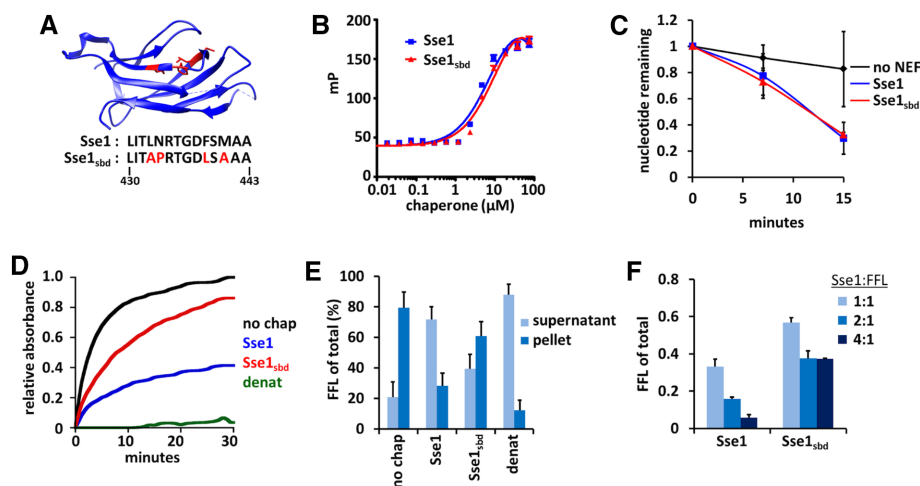 A
Sse1 : LITLNRTGDFSMAA
Sse1sbd : LITAPRTGDLSAAA
430 443
B
mP
200
150
100
50
0
Sse1
Sse1sbd
0.01 0.1 1 10 100
chaperone (µM)
C
nucleotide remaining
1.2
1
0.8
0.6
0.4
0.2
0
no NEF
Sse1
Sse1sbd
0 5 10 15
minutes
D
relative absorbance
1.0
0.8
0.6
0.4
0.2
0
no chap
Sse1
Sse1sbd
denat
0 10 20 30
minutes
E
FFL of total (%)
100
80
60
40
20
0
supernatant
pellet
no chap
Sse1
Sse1sbd
denat
F
FFL of total
0.8
0.6
0.4
0.2
0
Sse1:FFL
1:1
2:1
4:1
Sse1 Sse1sbd